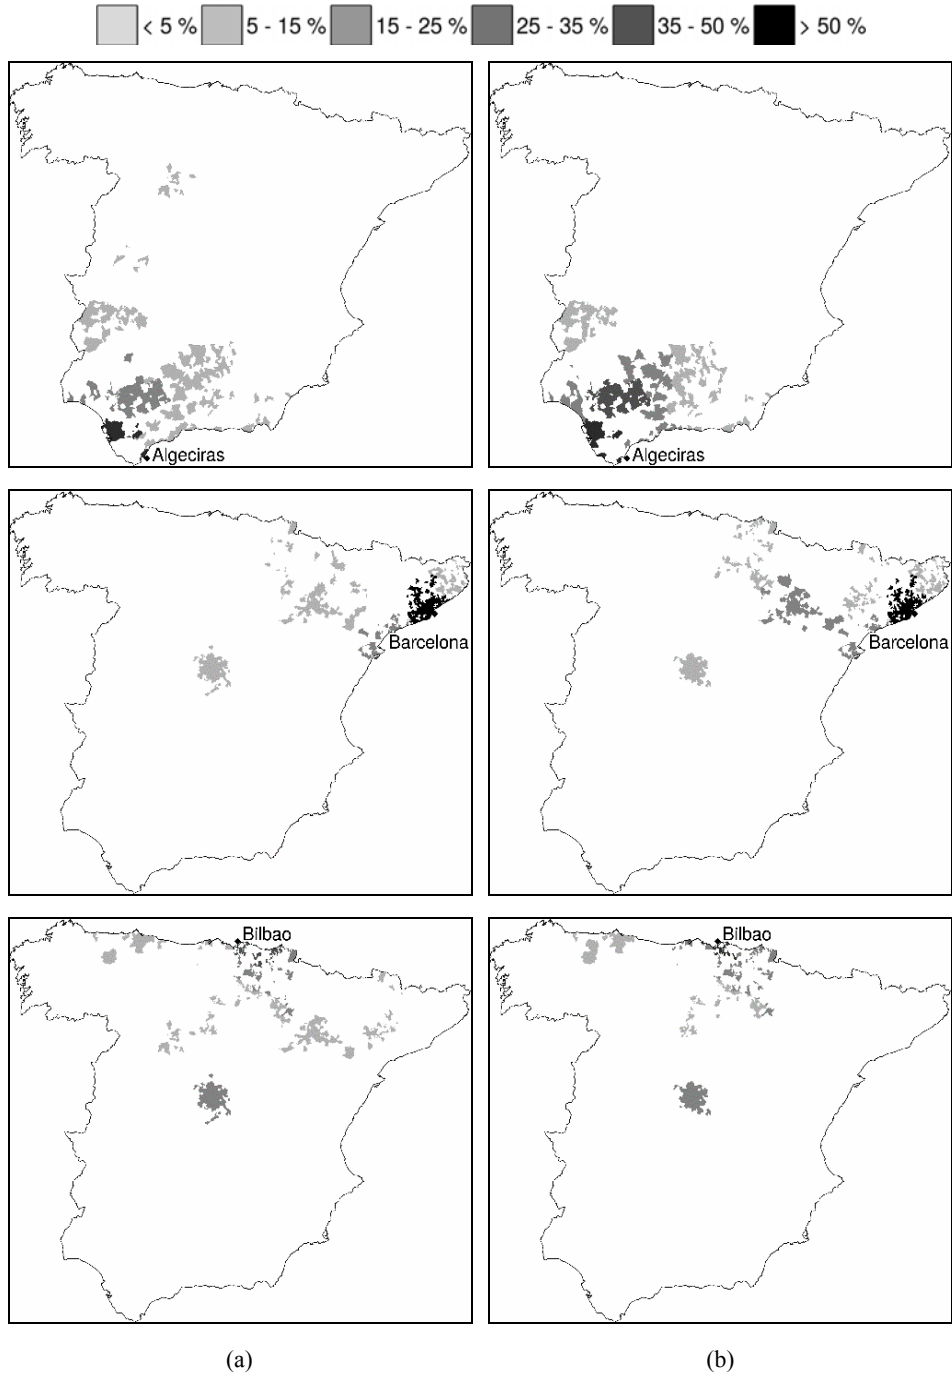 < 5 % 5 - 15 % 15 - 25 % 25 - 35 % 35 - 50 % > 50 %
Algeciras Algeciras
Barcelona Barcelona
Bilbao Bilbao
(a) (b)